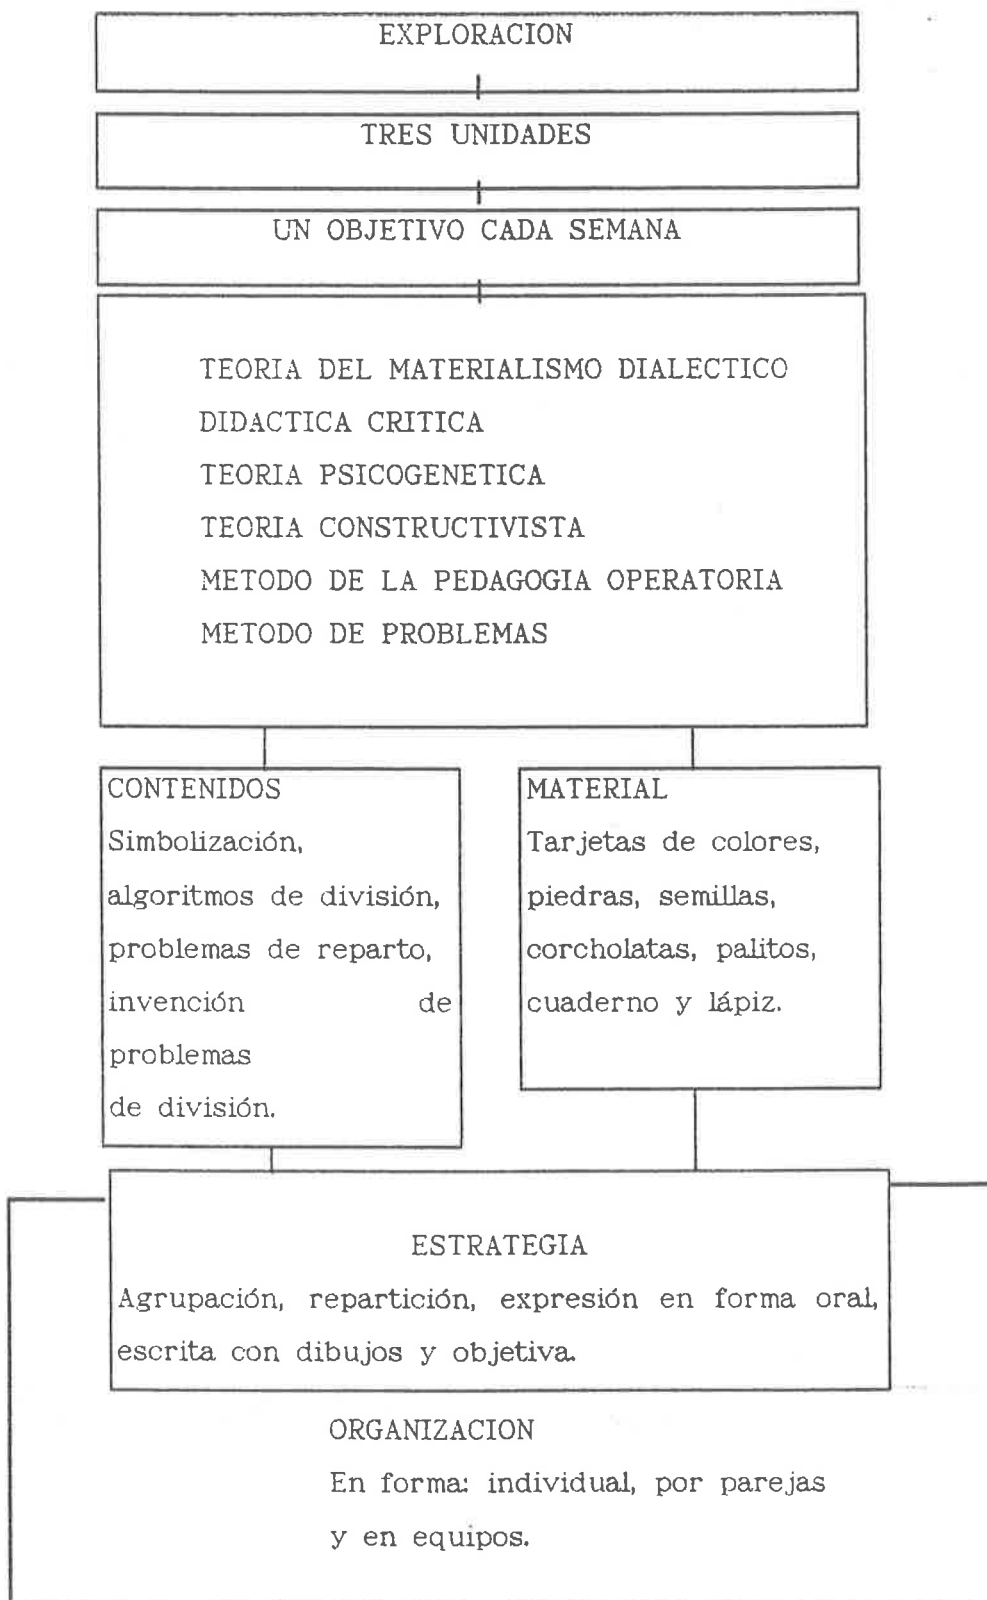 EXPLORACION
TRES UNIDADES
UN OBJETIVO CADA SEMANA
TEORIA DEL MATERIALISMO DIALECTICO
DIDACTICA CRITICA
TEORIA PSICOGENETICA
TEORIA CONSTRUCTIVISTA
METODO DE LA PEDAGOGIA OPERATORIA
METODO DE PROBLEMAS
CONTENIDOS
Simbolización,
algoritmos de división,
problemas de reparto,
invención de
problemas
de división.
MATERIAL
Tarjetas de colores,
piedras, semillas,
corcholatas, palitos,
cuaderno y lápiz.
ESTRATEGIA
Agrupación, repartición, expresión en forma oral,
escrita con dibujos y objetiva.
ORGANIZACION
En forma: individual, por parejas
y en equipos.